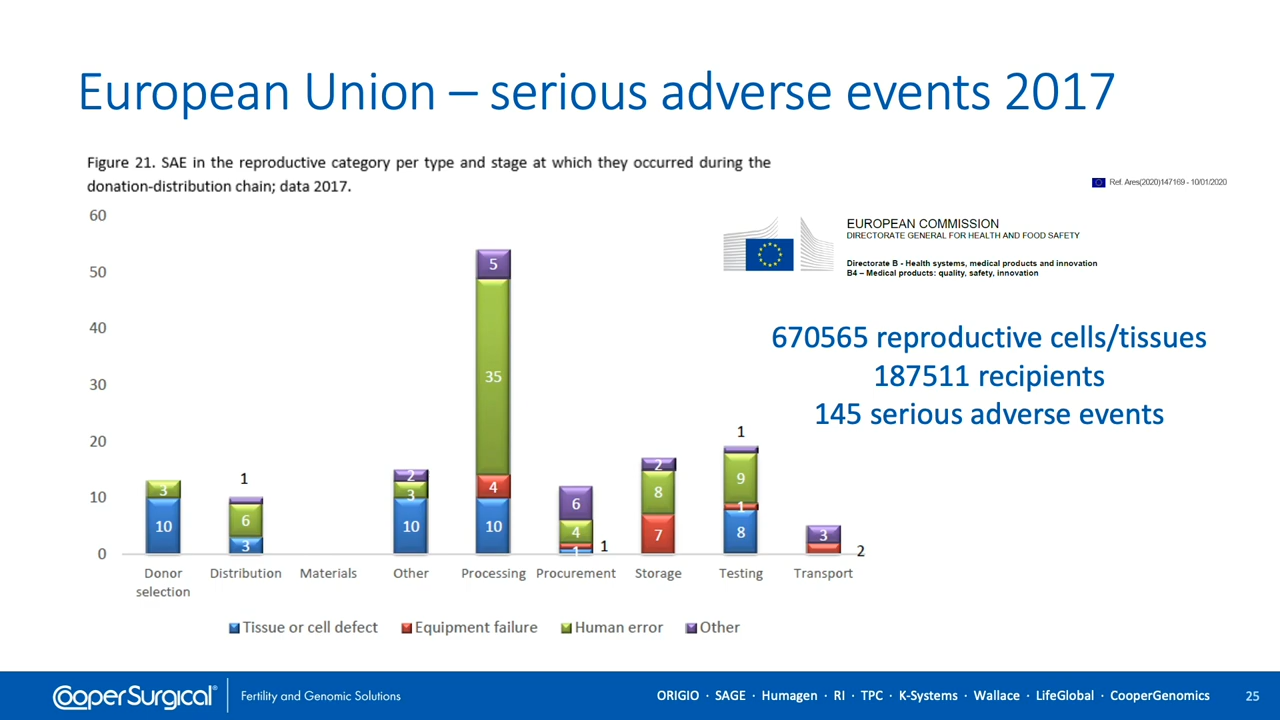 European Union – serious adverse events 2017
Figure 21. SAE in the reproductive category per type and stage at which they occurred during the
donation-distribution chain; data 2017.
Ref. Ares(2020)147169 - 10/01/2020
EUROPEAN COMMISSION
DIRECTORATE GENERAL FOR HEALTH AND FOOD SAFETY
Directorate B - Health systems, medical products and innovation
B4 – Medical products: quality, safety, innovation
670565 reproductive cells/tissues
187511 recipients
145 serious adverse events
60
50
40
30
20
10
0
3
10
1
6
3
2
3
10
5
35
4
10
6
4
1
1
2
8
7
1
9
1
8
3
2
Donor
selection
Distribution
Materials
Other
Processing
Procurement
Storage
Testing
Transport
Tissue or cell defect
Equipment failure
Human error
Other
CooperSurgical®
Fertility and Genomic Solutions
ORIGIO · SAGE · Humagen · RI · TPC · K-Systems · Wallace · LifeGlobal · CooperGenomics
25